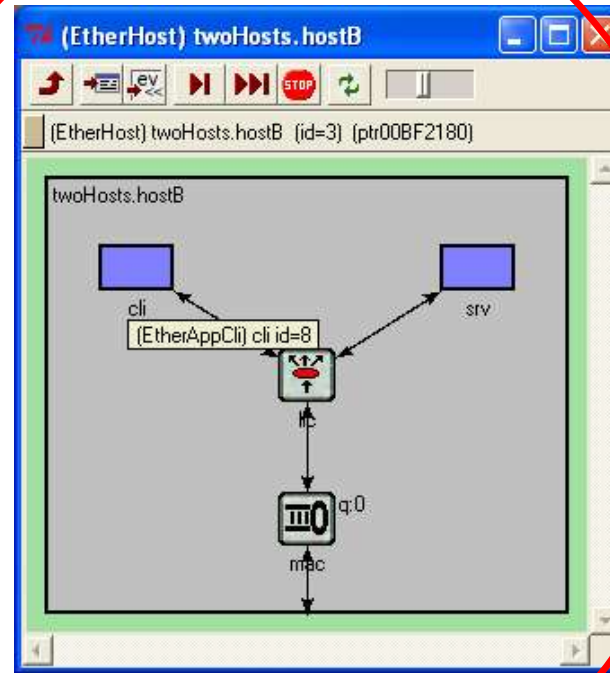 (EtherHost) twoHosts.hostB
ev
STOP
(EtherHost) twoHosts.hostB (id=3) (ptr00BF2180)
twoHosts.hostB
cli
srv
(EtherAppCli) cli id=8
llc
q:0
mac